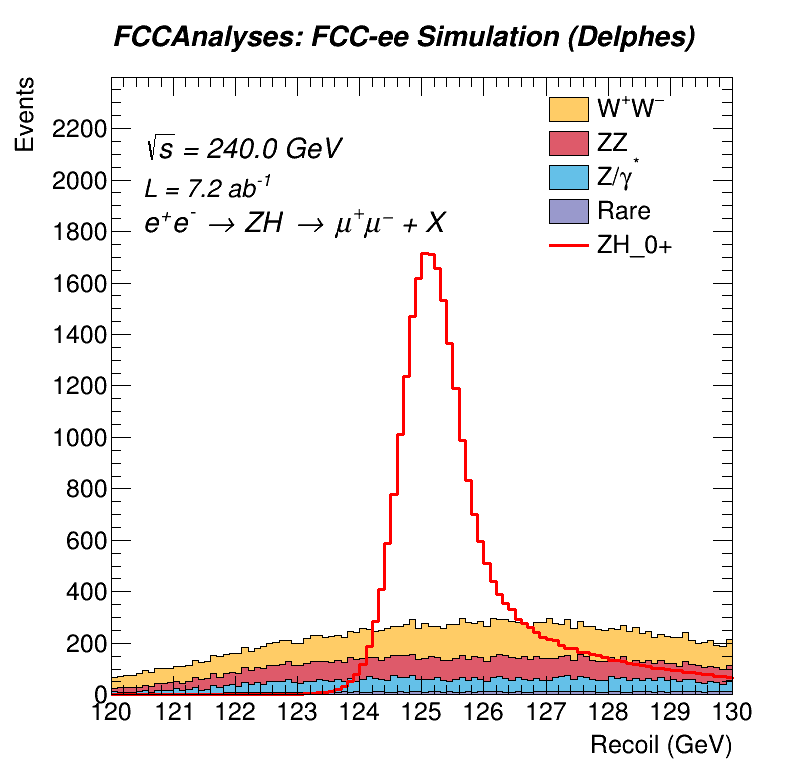 FCCAnalyses: FCC-ee Simulation (Delphes)
Events
2200
2000
1800
1600
1400
1200
1000
800
600
400
200
0
√s = 240.0 GeV
L = 7.2 ab⁻¹
e⁺e⁻ → ZH → μ⁺μ⁻ + X
W⁺W⁻
ZZ
Z/γ*
Rare
ZH_0+
120 121 122 123 124 125 126 127 128 129 130
Recoil (GeV)